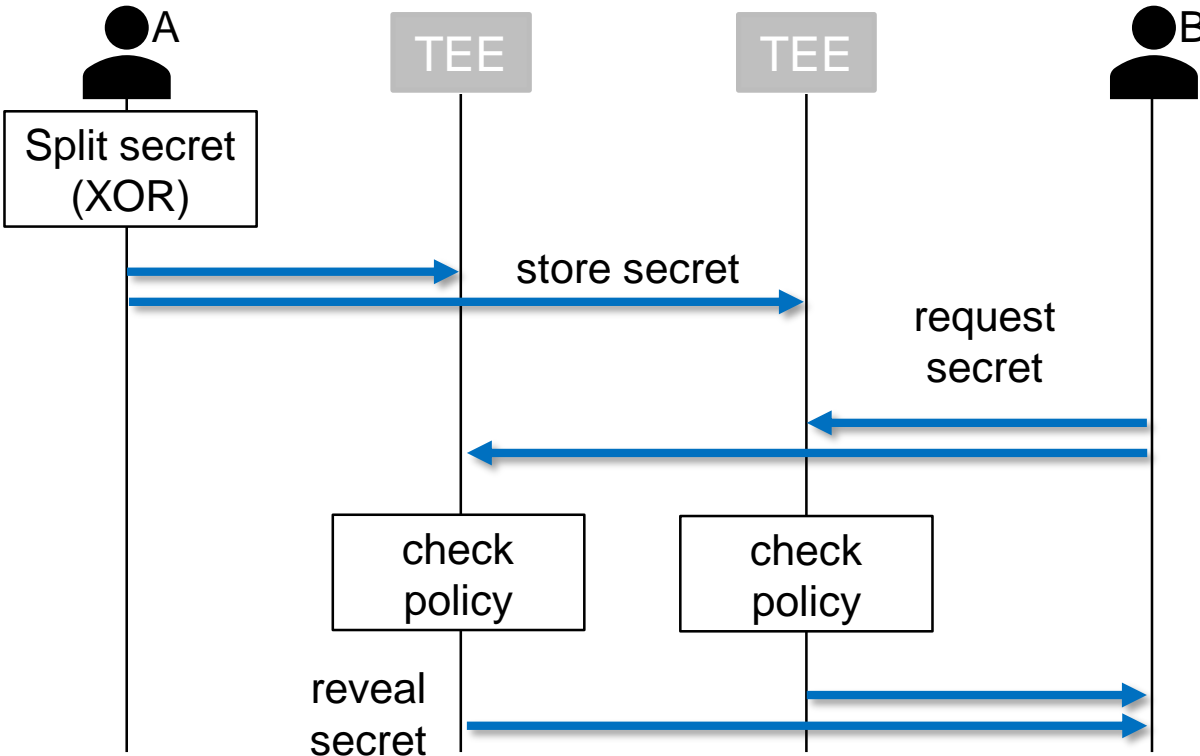 A
TEE
TEE
B
Split secret
(XOR)
store secret
request
secret
check
policy
check
policy
reveal
secret